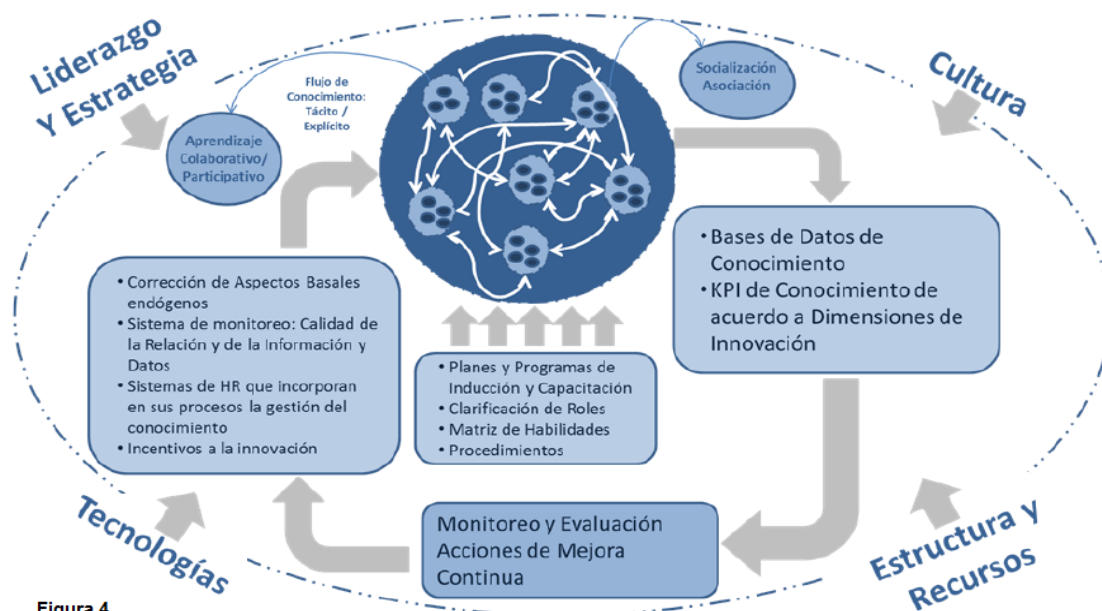 Liderazgo
Y Estrategia
Cultura
Flujo de
Conocimiento:
Tácito /
Explícito
Socialización
Asociación
Aprendizaje
Colaborativo/
Participativo
• Bases de Datos de
Conocimiento
• KPI de Conocimiento de
acuerdo a Dimensiones de
Innovación
• Corrección de Aspectos Basales
endógenos
• Sistema de monitoreo: Calidad de
la Relación y de la Información y
Datos
• Sistemas de HR que incorporan
en sus procesos la gestión del
conocimiento
• Incentivos a la innovación
• Planes y Programas de
Inducción y Capacitación
• Clarificación de Roles
• Matriz de Habilidades
• Procedimientos
Monitoreo y Evaluación
Acciones de Mejora
Continua
Tecnologías
Estructura y
Recursos
Figura 4